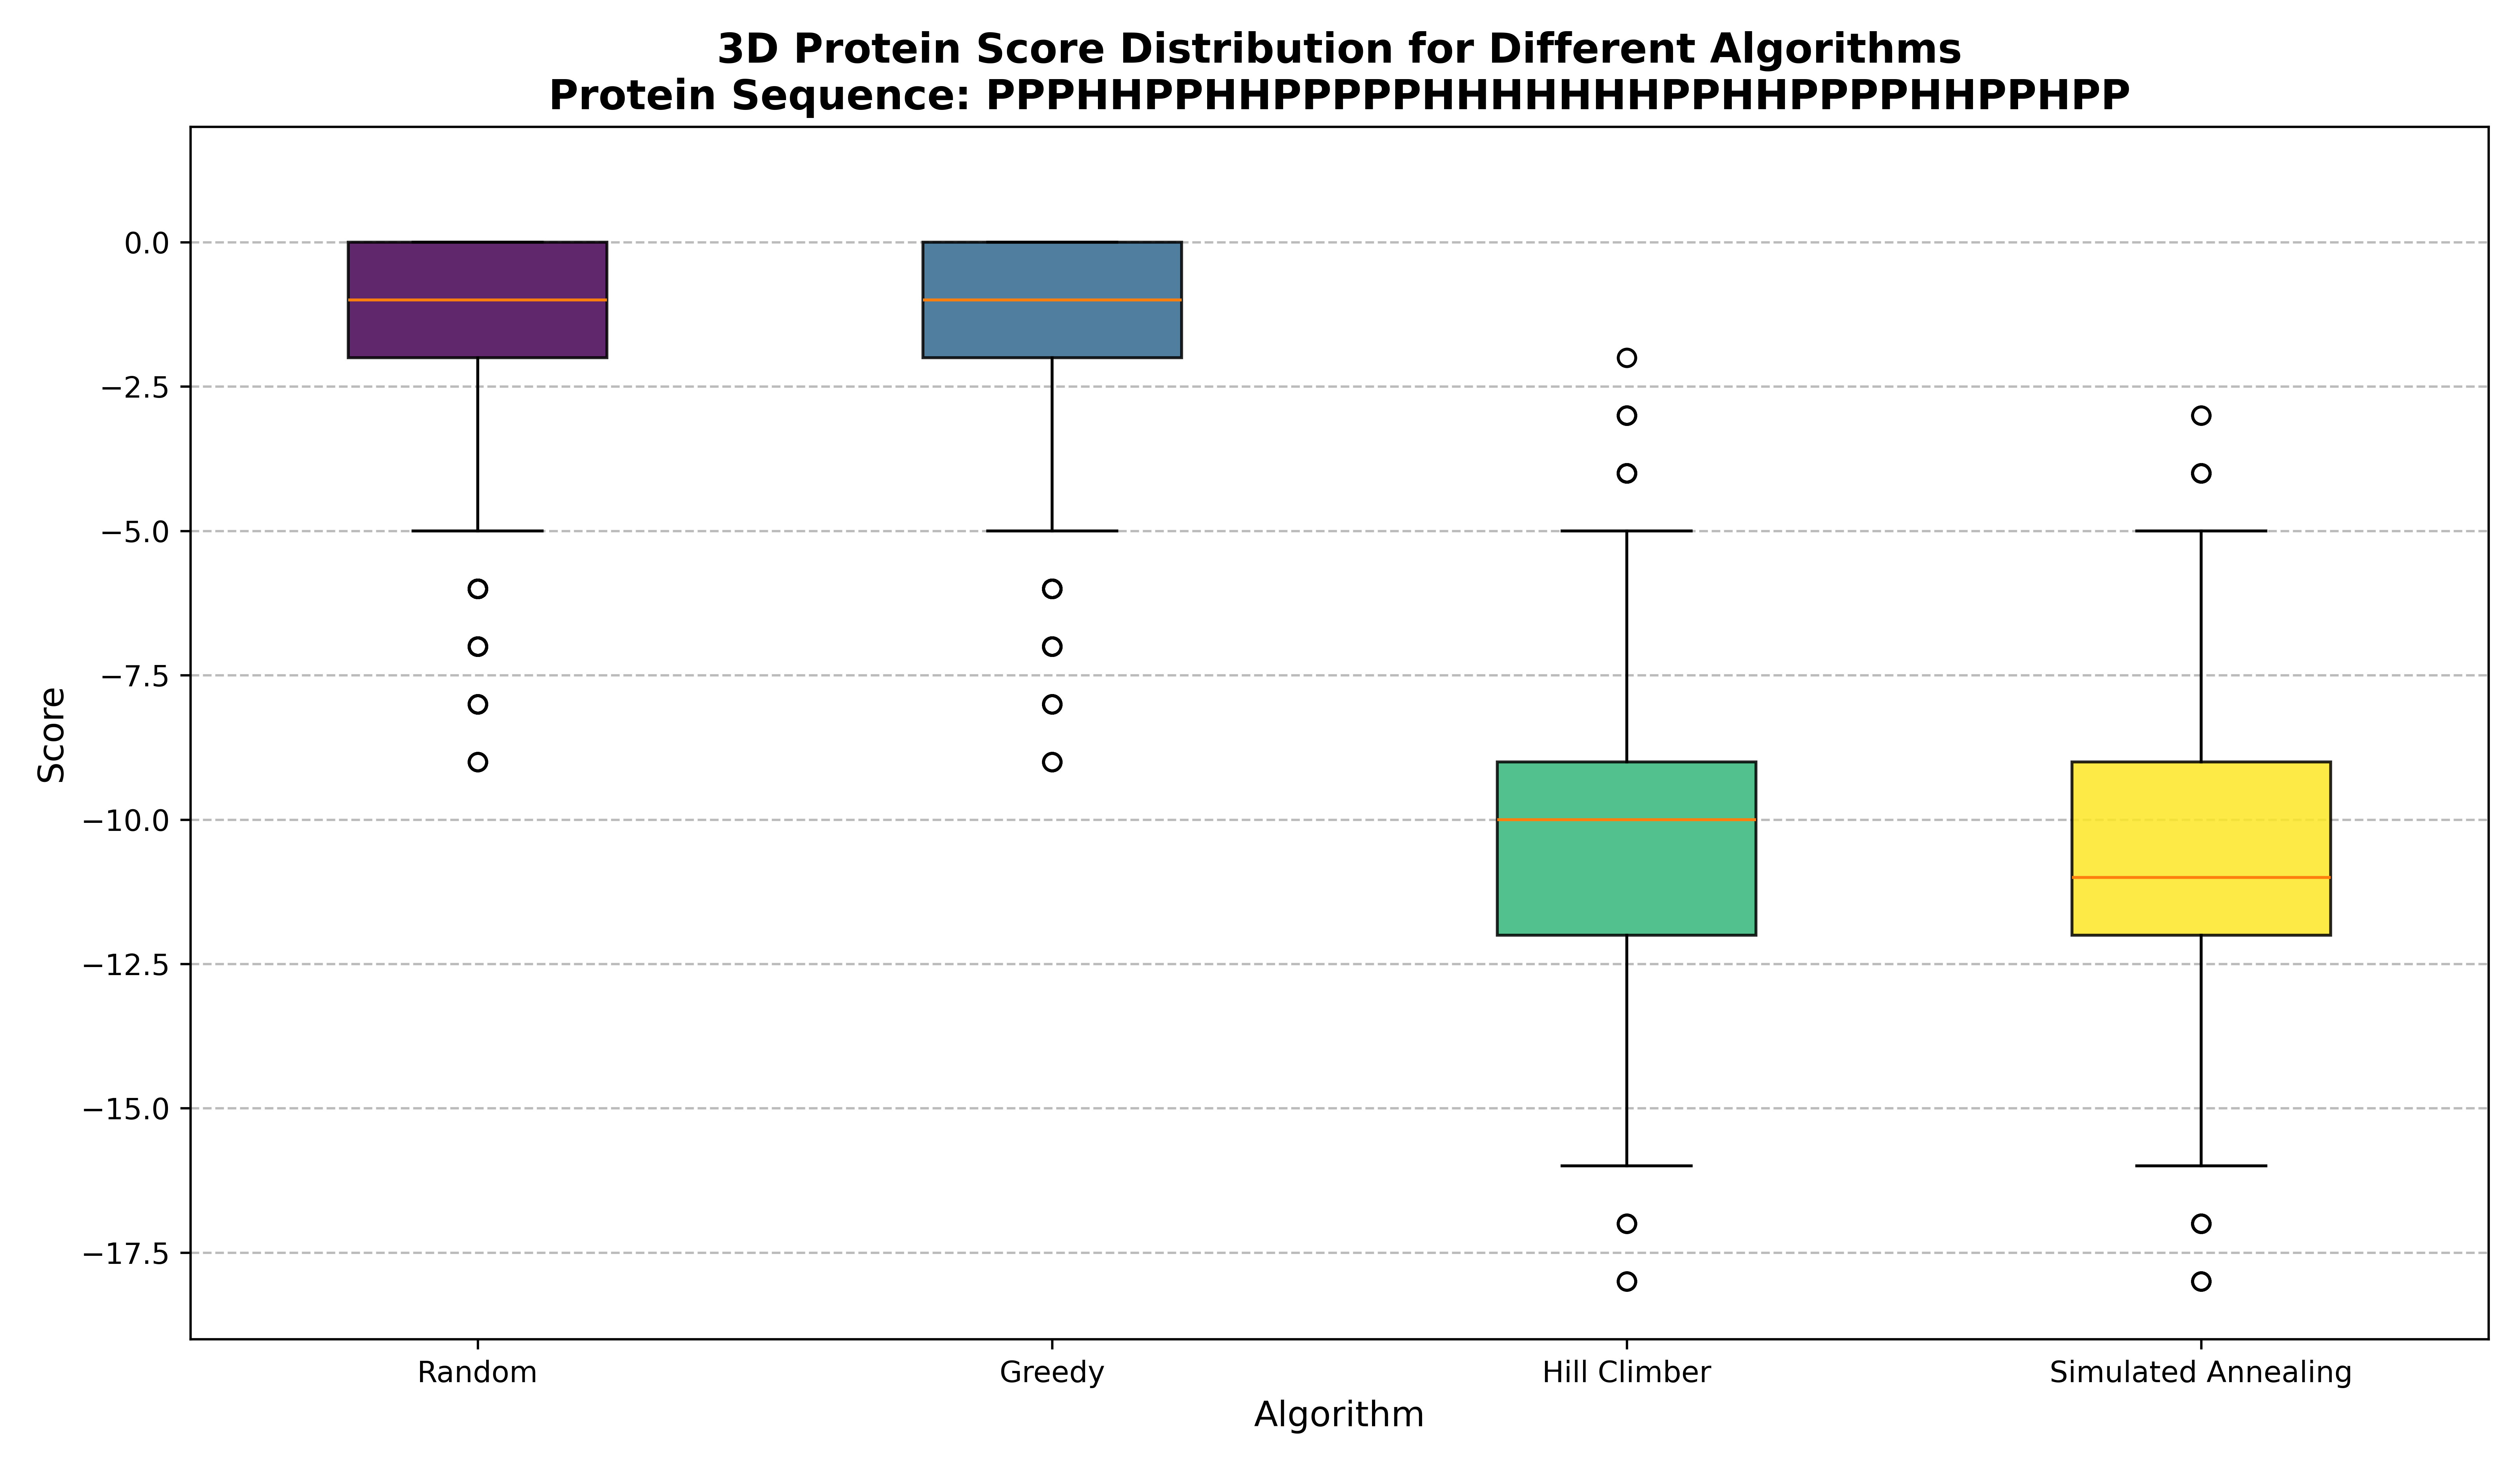 3D Protein Score Distribution for Different Algorithms
Protein Sequence: PPPHHPPHHPPPPPHHHHHHHPPHHPPPPHHPPHPP
0.0
−2.5
−5.0
−7.5
−10.0
−12.5
−15.0
−17.5
Score
Random
Greedy
Hill Climber
Simulated Annealing
Algorithm